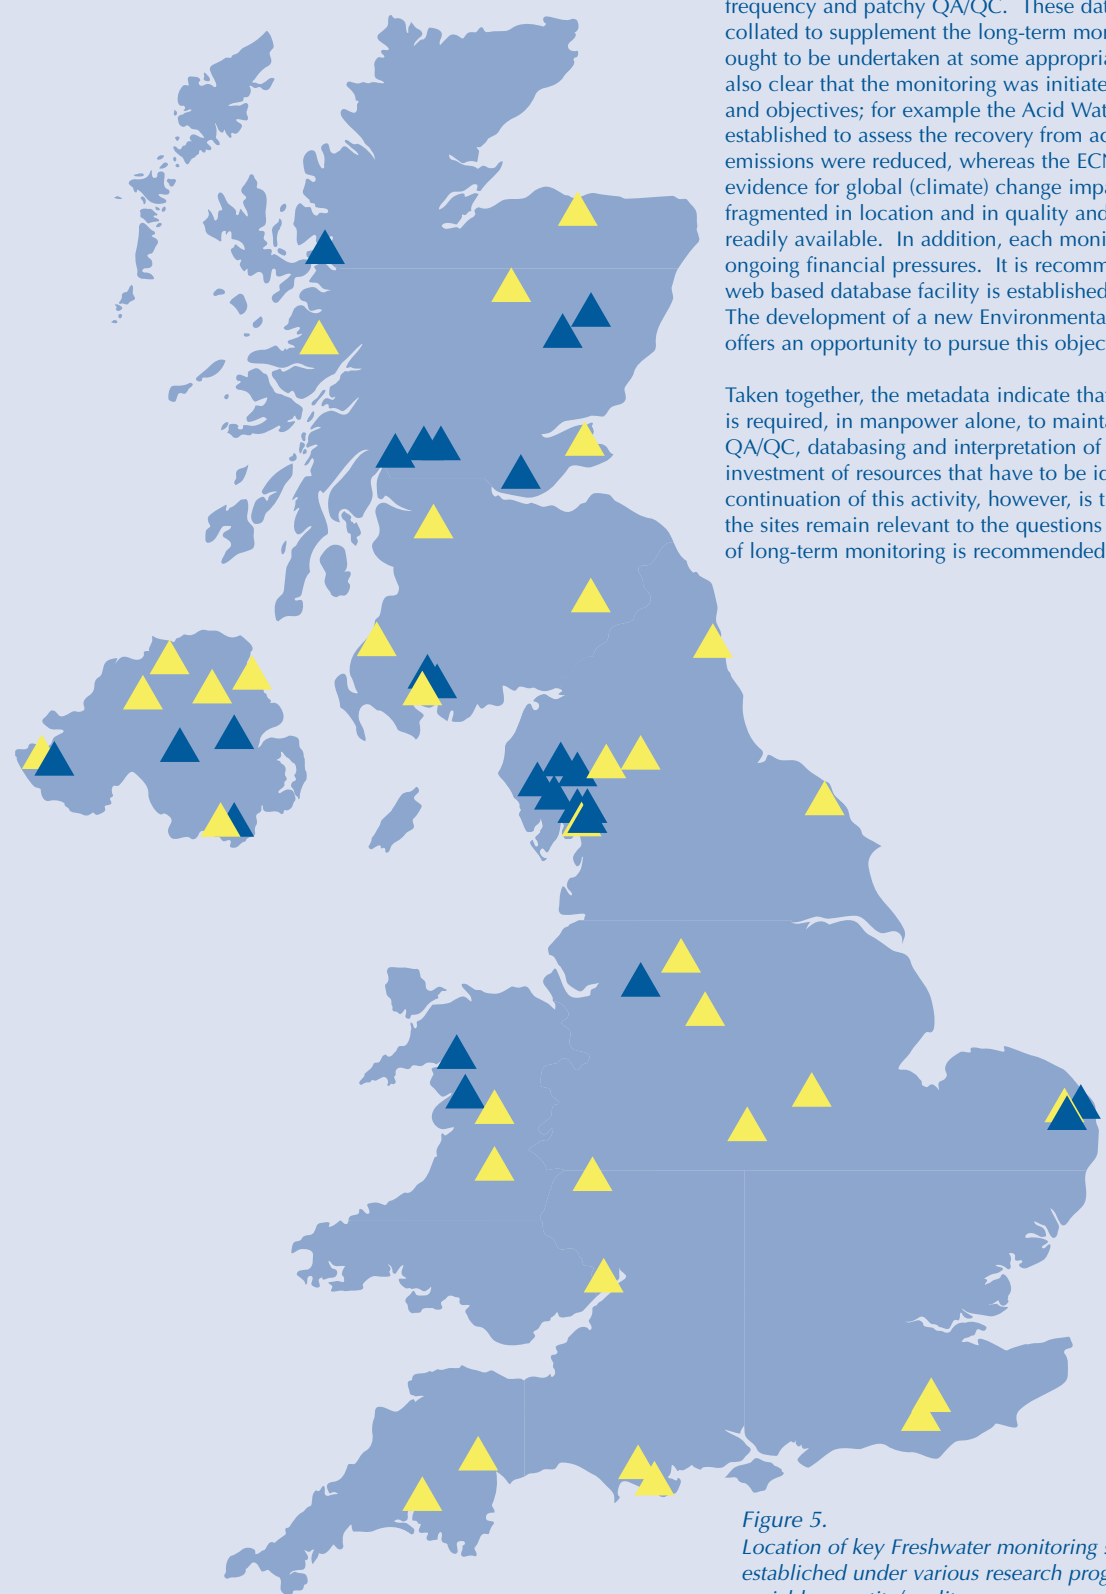 frequency and patchy QA/QC. These dat
collated to supplement the long-term mon
ought to be undertaken at some appropria
also clear that the monitoring was initiate
and objectives; for example the Acid Wat
established to assess the recovery from ac
emissions were reduced, whereas the ECN
evidence for global (climate) change impa
fragmented in location and in quality and
readily available. In addition, each moni
ongoing financial pressures. It is recomm
web based database facility is established
The development of a new Environmenta
offers an opportunity to pursue this objec
Taken together, the metadata indicate that
is required, in manpower alone, to mainta
QA/QC, databasing and interpretation of
investment of resources that have to be id
continuation of this activity, however, is t
the sites remain relevant to the questions
of long-term monitoring is recommended
Figure 5.
Location of key Freshwater monitoring s
establiched under various research prog